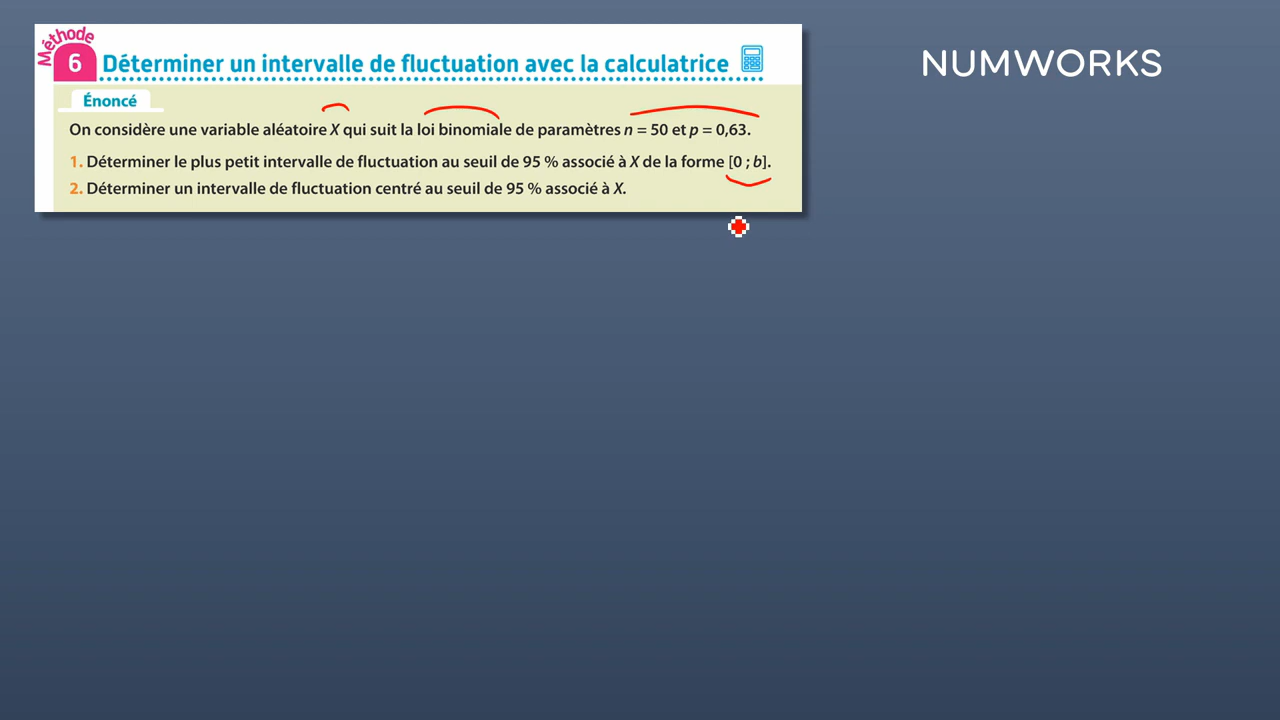 Méthode
6 Déterminer un intervalle de fluctuation avec la calculatrice
NUMWORKS
Énoncé
On considère une variable aléatoire X qui suit la loi binomiale de paramètres n = 50 et p = 0,63.
1. Déterminer le plus petit intervalle de fluctuation au seuil de 95 % associé à X de la forme [0 ; b].
2. Déterminer un intervalle de fluctuation centré au seuil de 95 % associé à X.